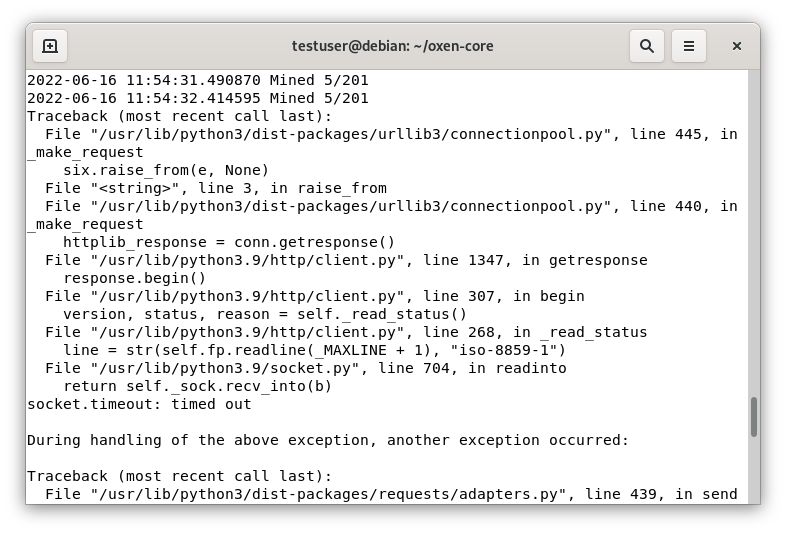 testuser@debian: ~/oxen-core
2022-06-16 11:54:31.490870 Mined 5/201
2022-06-16 11:54:32.414595 Mined 5/201
Traceback (most recent call last):
  File "/usr/lib/python3/dist-packages/urllib3/connectionpool.py", line 445, in
_make_request
    six.raise_from(e, None)
  File "<string>", line 3, in raise_from
  File "/usr/lib/python3/dist-packages/urllib3/connectionpool.py", line 440, in
_make_request
    httplib_response = conn.getresponse()
  File "/usr/lib/python3.9/http/client.py", line 1347, in getresponse
    response.begin()
  File "/usr/lib/python3.9/http/client.py", line 307, in begin
    version, status, reason = self._read_status()
  File "/usr/lib/python3.9/http/client.py", line 268, in _read_status
    line = str(self.fp.readline(_MAXLINE + 1), "iso-8859-1")
  File "/usr/lib/python3.9/socket.py", line 704, in readinto
    return self._sock.recv_into(b)
socket.timeout: timed out

During handling of the above exception, another exception occurred:

Traceback (most recent call last):
  File "/usr/lib/python3/dist-packages/requests/adapters.py", line 439, in send